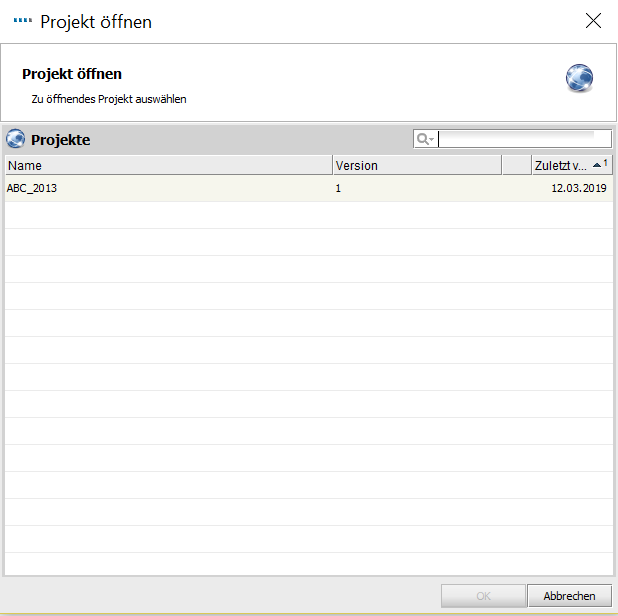 Projekt öffnen
Projekt öffnen
Zu öffnendes Projekt auswählen
Projekte
Name Version Zuletzt v... 1
ABC_2013 1 12.03.2019
OK Abbrechen